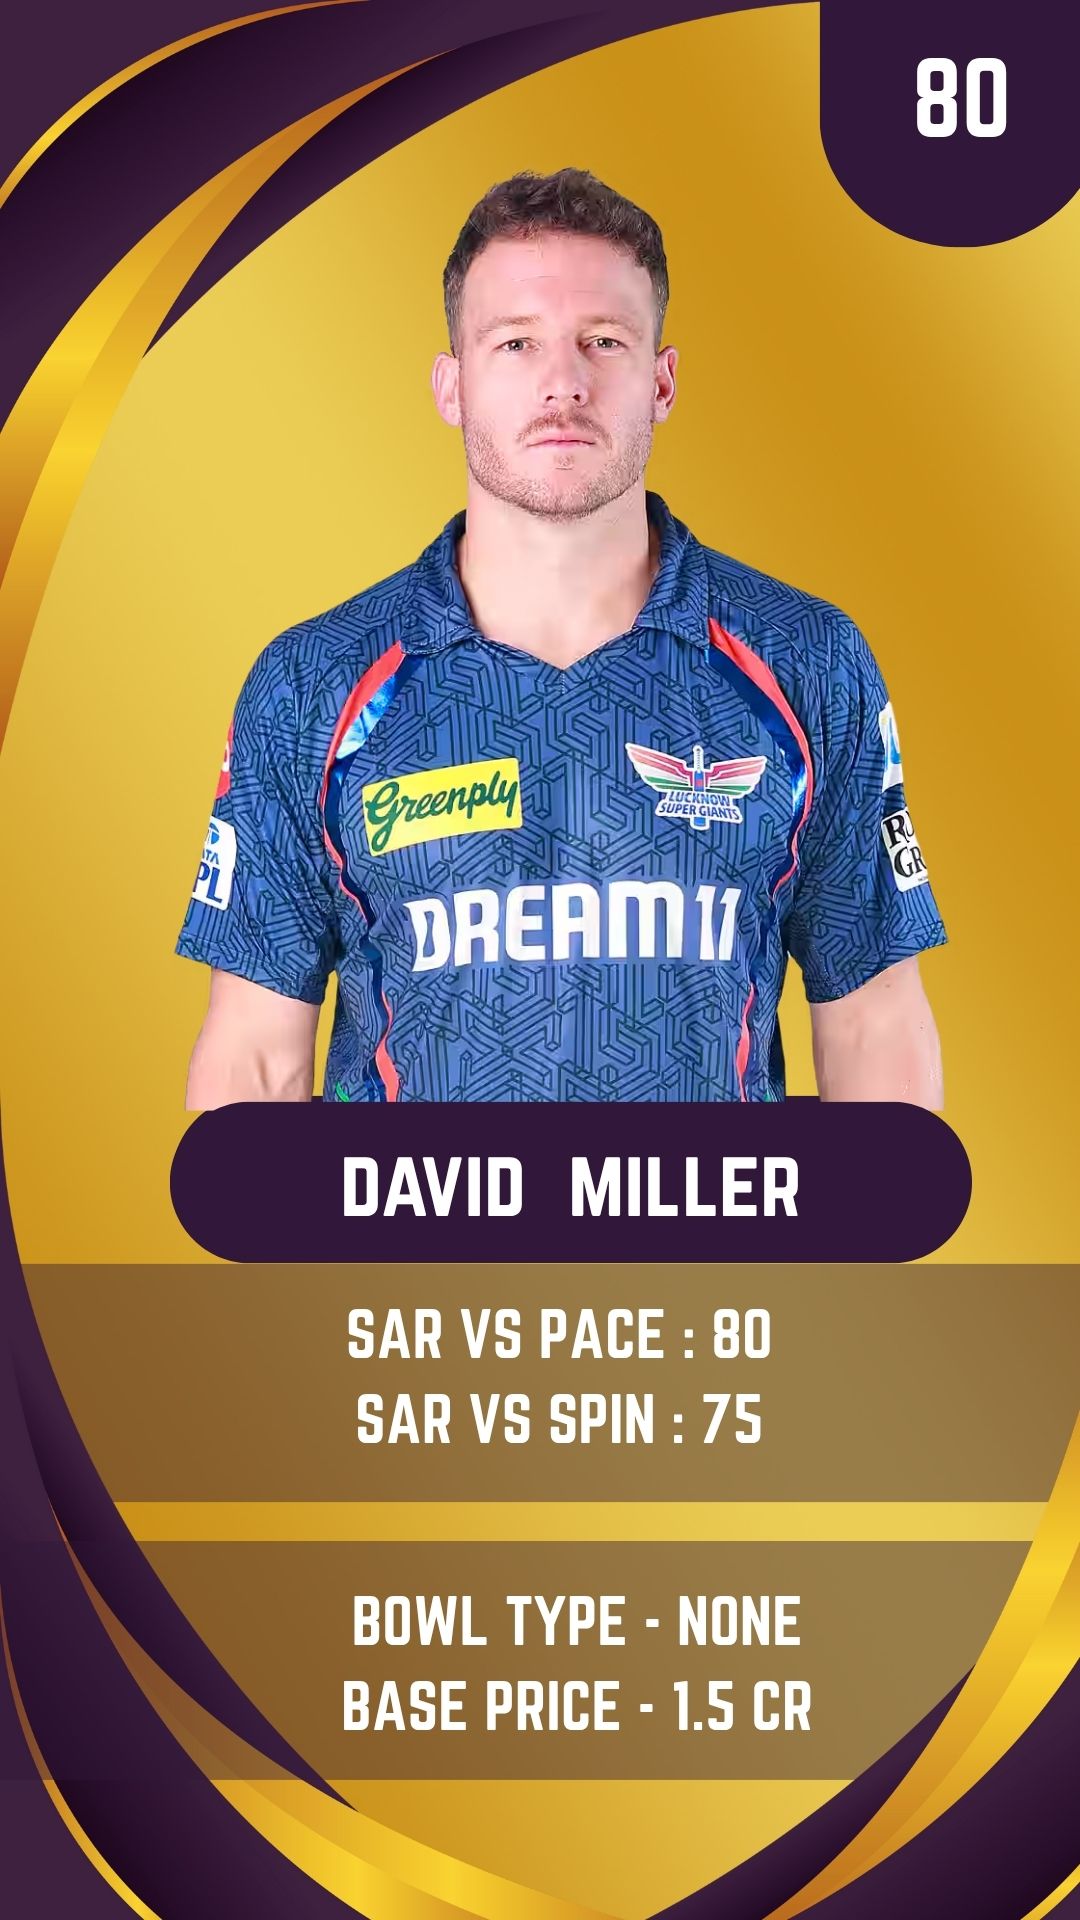 80
Greenply
LUCKNOW
SUPER GIANTS
DREAM11
DAVID MILLER
SAR VS PACE : 80
SAR VS SPIN : 75
BOWL TYPE - NONE
BASE PRICE - 1.5 CR